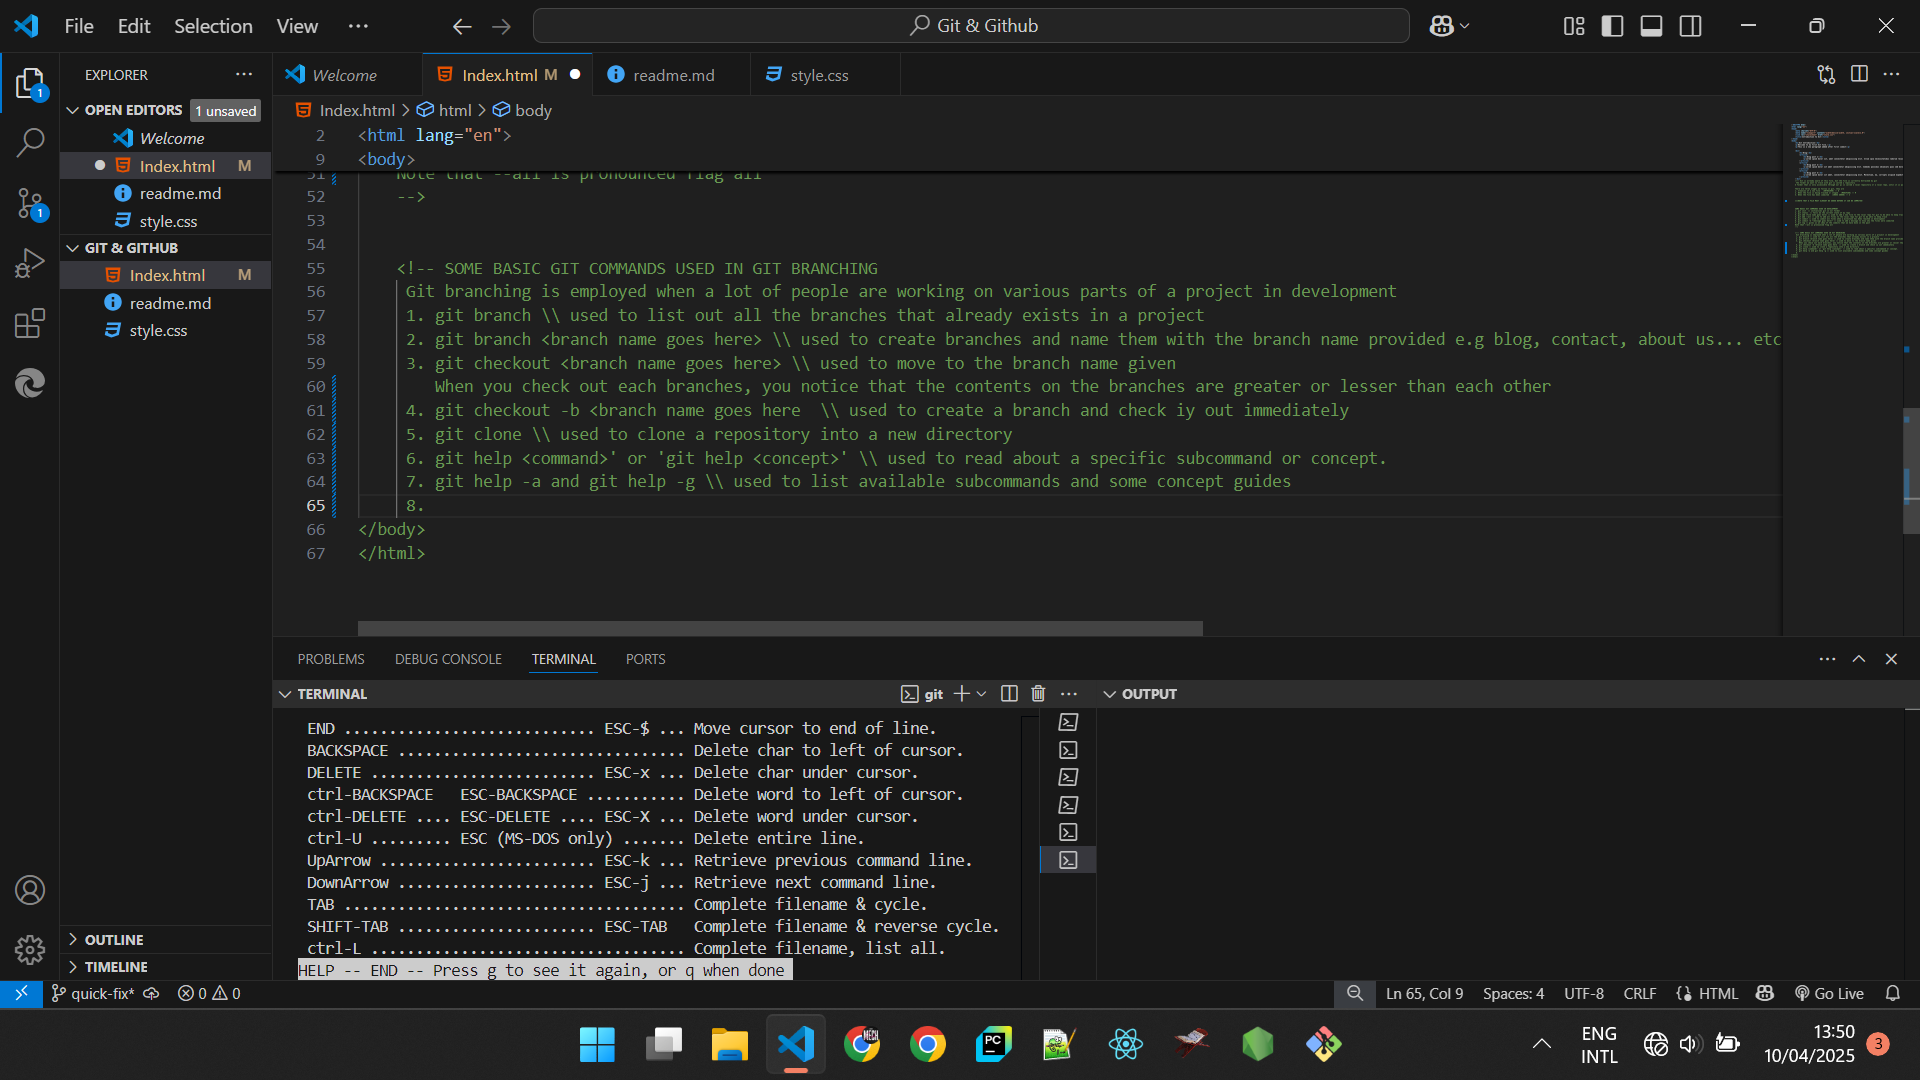 File Edit Selection View ···
Git & Github
EXPLORER
OPEN EDITORS 1 unsaved
Welcome
Index.html M
readme.md
style.css
GIT & GITHUB
Index.html M
readme.md
style.css
OUTLINE
TIMELINE
Welcome Index.html M readme.md style.css
Index.html > html > body
2 <html lang="en">
9 <body>
51 Note that --all is pronounced flag all
52 -->
53
54
55 <!-- SOME BASIC GIT COMMANDS USED IN GIT BRANCHING
56 Git branching is employed when a lot of people are working on various parts of a project in development
57 1. git branch \\ used to list out all the branches that already exists in a project
58 2. git branch <branch name goes here> \\ used to create branches and name them with the branch name provided e.g blog, contact, about us... etc
59 3. git checkout <branch name goes here> \\ used to move to the branch name given
60 When you check out each branches, you notice that the contents on the branches are greater or lesser than each other
61 4. git checkout -b <branch name goes here  \\ used to create a branch and check iy out immediately
62 5. git clone \\ used to clone a repository into a new directory
63 6. git help <command>' or 'git help <concept>' \\ used to read about a specific subcommand or concept.
64 7. git help -a and git help -g \\ used to list available subcommands and some concept guides
65 8.
66 </body>
67 </html>
PROBLEMS DEBUG CONSOLE TERMINAL PORTS
TERMINAL git
OUTPUT
END ............................ ESC-$ ... Move cursor to end of line.
BACKSPACE ................................ Delete char to left of cursor.
DELETE ......................... ESC-x ... Delete char under cursor.
ctrl-BACKSPACE   ESC-BACKSPACE ........... Delete word to left of cursor.
ctrl-DELETE .... ESC-DELETE .... ESC-X ... Delete word under cursor.
ctrl-U ......... ESC (MS-DOS only) ....... Delete entire line.
UpArrow ........................ ESC-k ... Retrieve previous command line.
DownArrow ...................... ESC-j ... Retrieve next command line.
TAB ...................................... Complete filename & cycle.
SHIFT-TAB ...................... ESC-TAB   Complete filename & reverse cycle.
ctrl-L ................................... Complete filename, list all.
HELP -- END -- Press g to see it again, or q when done
quick-fix* 0 0
Ln 65, Col 9 Spaces: 4 UTF-8 CRLF HTML Go Live
1
1
MECH
PC
ENG
INTL
13:50
10/04/2025
3